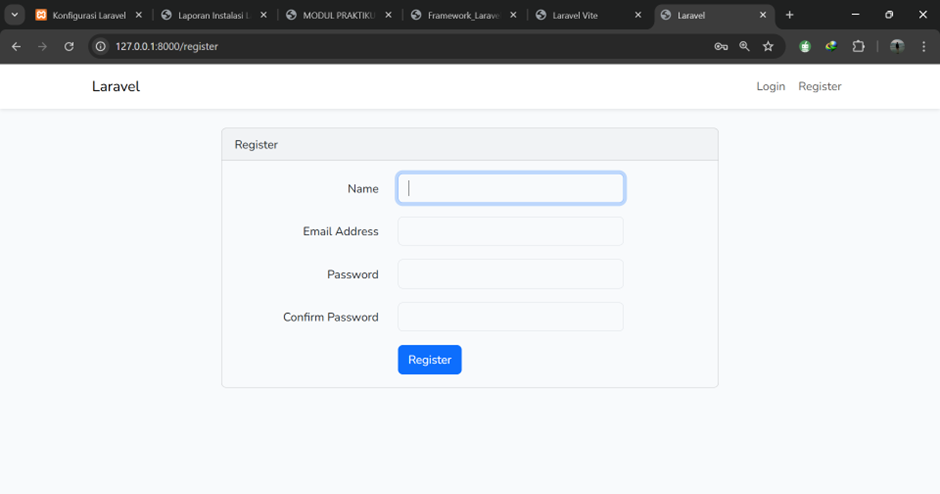 Konfigurasi Laravel
Laporan Instalasi L
MODUL PRAKTIKU
Framework_Larave
Laravel Vite
Laravel
127.0.0.1:8000/register
Laravel
Login
Register
Register
Name
Email Address
Password
Confirm Password
Register